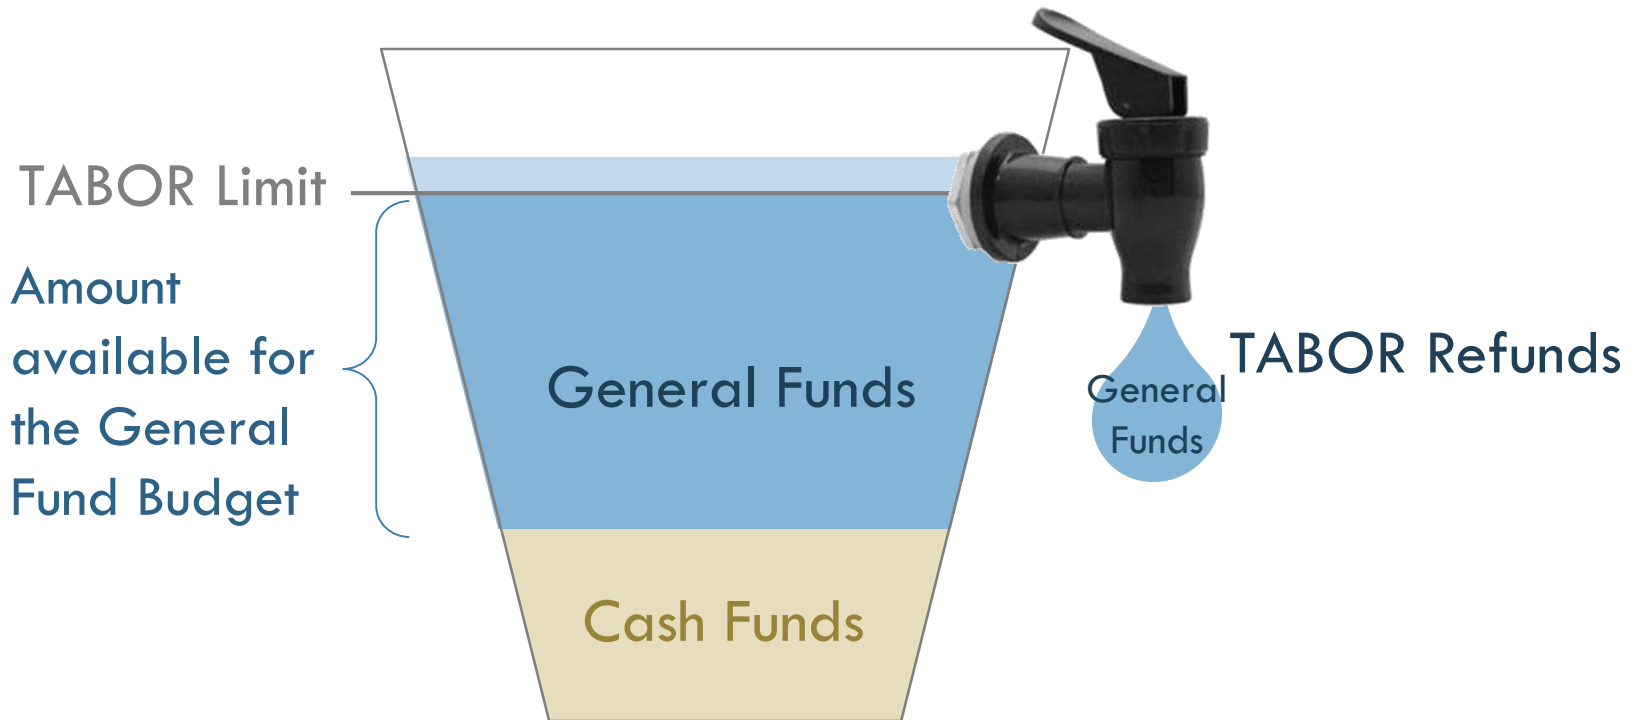 TABOR Limit
Amount
available for
the General
Fund Budget
General Funds
Cash Funds
TABOR Refunds
General
Funds